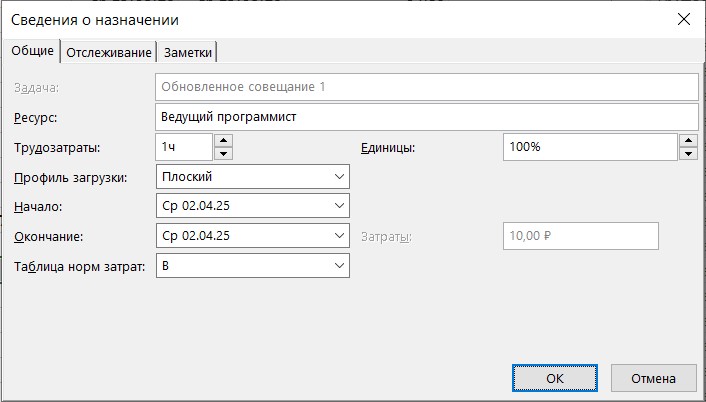 Сведения о назначении
Общие Отслеживание Заметки
Задача: Обновленное совещание 1
Ресурс: Ведущий программист
Трудозатраты: 1ч Единицы: 100%
Профиль загрузки: Плоский
Начало: Ср 02.04.25
Окончание: Ср 02.04.25 Затраты: 10,00 ₽
Таблица норм затрат: B
ОК Отмена